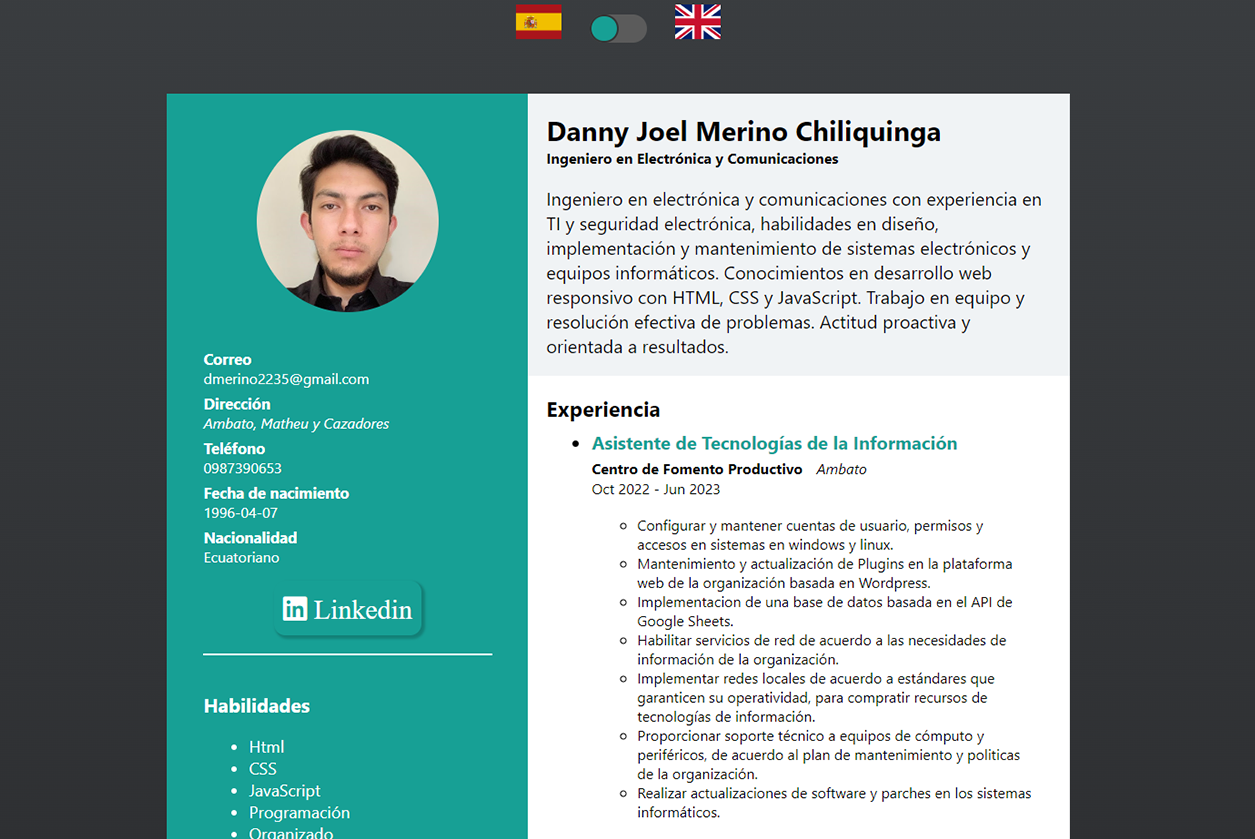 Correo
dmerino2235@gmail.com
Dirección
Ambato, Matheu y Cazadores
Teléfono
0987390653
Fecha de nacimiento
1996-04-07
Nacionalidad
Ecuatoriano
in Linkedin
Habilidades
Html
CSS
JavaScript
Programación
Organizado
Danny Joel Merino Chiliquinga
Ingeniero en Electrónica y Comunicaciones
Ingeniero en electrónica y comunicaciones con experiencia en
TI y seguridad electrónica, habilidades en diseño,
implementación y mantenimiento de sistemas electrónicos y
equipos informáticos. Conocimientos en desarrollo web
responsivo con HTML, CSS y JavaScript. Trabajo en equipo y
resolución efectiva de problemas. Actitud proactiva y
orientada a resultados.
Experiencia
Asistente de Tecnologías de la Información
Centro de Fomento Productivo Ambato
Oct 2022 - Jun 2023
Configurar y mantener cuentas de usuario, permisos y
accesos en sistemas en windows y linux.
Mantenimiento y actualización de Plugins en la plataforma
web de la organización basada en Wordpress.
Implementacion de una base de datos basada en el API de
Google Sheets.
Habilitar servicios de red de acuerdo a las necesidades de
información de la organización.
Implementar redes locales de acuerdo a estándares que
garanticen su operatividad, para compratir recursos de
tecnologías de información.
Proporcionar soporte técnico a equipos de cómputo y
periféricos, de acuerdo al plan de mantenimiento y politicas
de la organización.
Realizar actualizaciones de software y parches en los sistemas
informáticos.